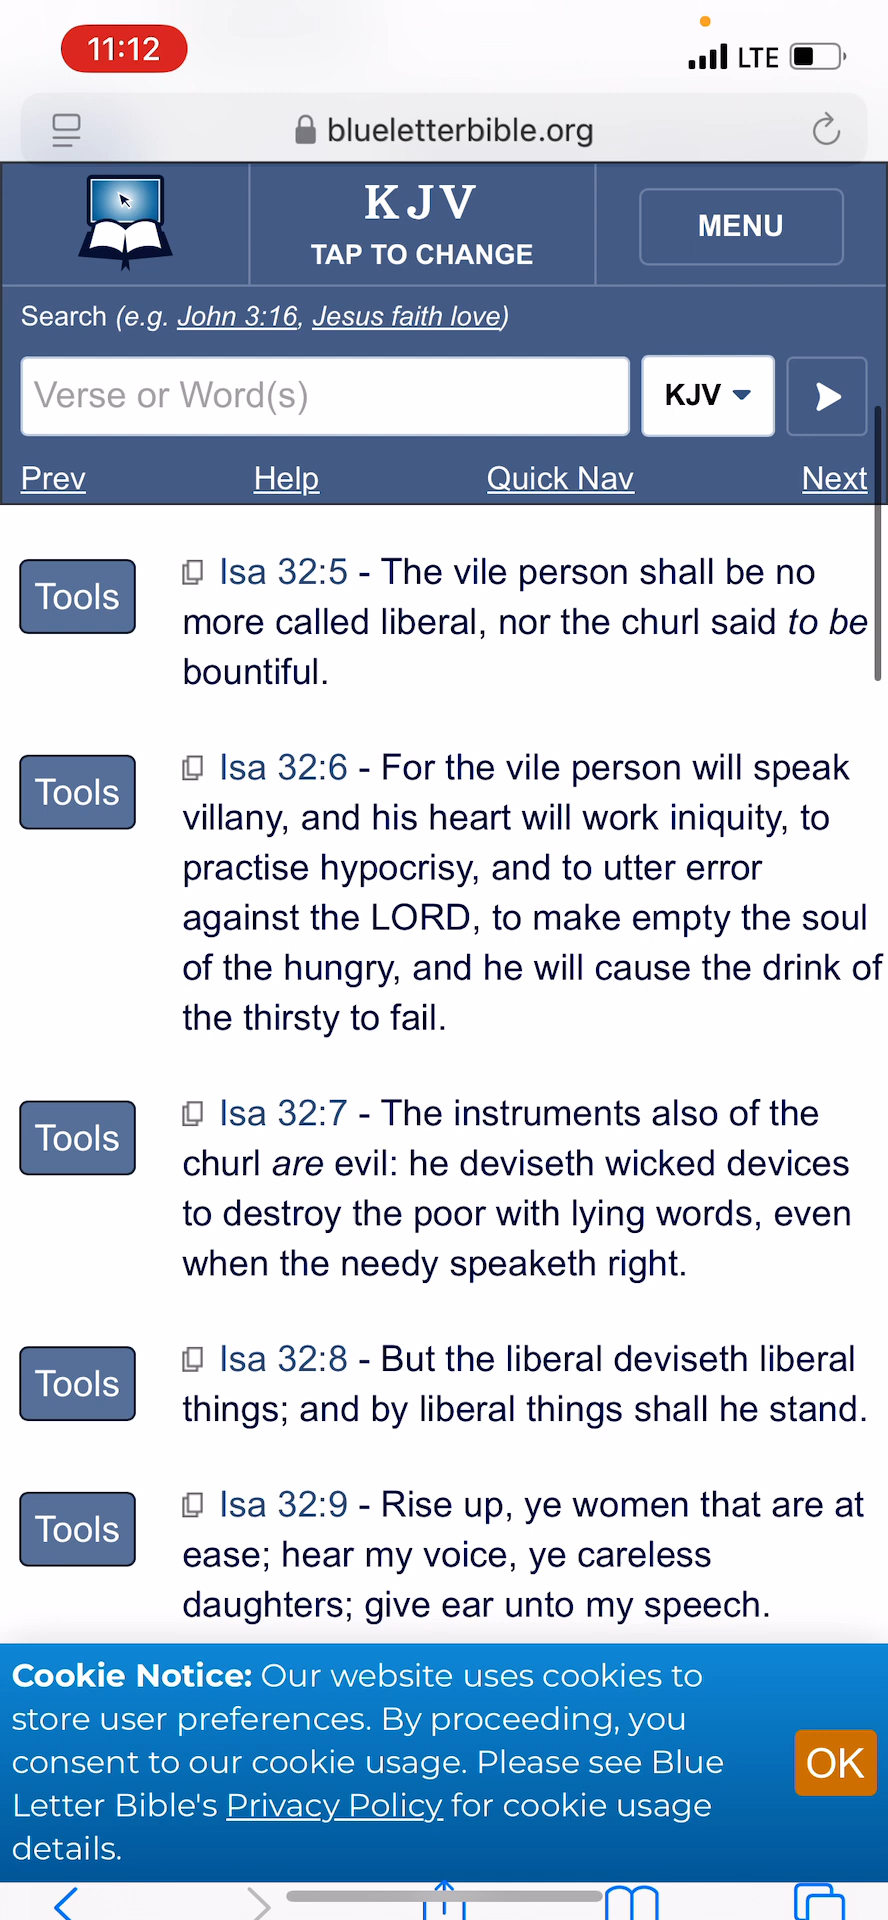 11:12
LTE
blueletterbible.org
KJV
TAP TO CHANGE
MENU
Search (e.g. John 3:16, Jesus faith love)
Verse or Word(s)
KJV
Prev
Help
Quick Nav
Next
Tools
Isa 32:5 - The vile person shall be no
more called liberal, nor the churl said to be
bountiful.
Tools
Isa 32:6 - For the vile person will speak
villany, and his heart will work iniquity, to
practise hypocrisy, and to utter error
against the LORD, to make empty the soul
of the hungry, and he will cause the drink of
the thirsty to fail.
Tools
Isa 32:7 - The instruments also of the
churl are evil: he deviseth wicked devices
to destroy the poor with lying words, even
when the needy speaketh right.
Tools
Isa 32:8 - But the liberal deviseth liberal
things; and by liberal things shall he stand.
Tools
Isa 32:9 - Rise up, ye women that are at
ease; hear my voice, ye careless
daughters; give ear unto my speech.
Cookie Notice: Our website uses cookies to
store user preferences. By proceeding, you
consent to our cookie usage. Please see Blue
Letter Bible's Privacy Policy for cookie usage
details.
OK